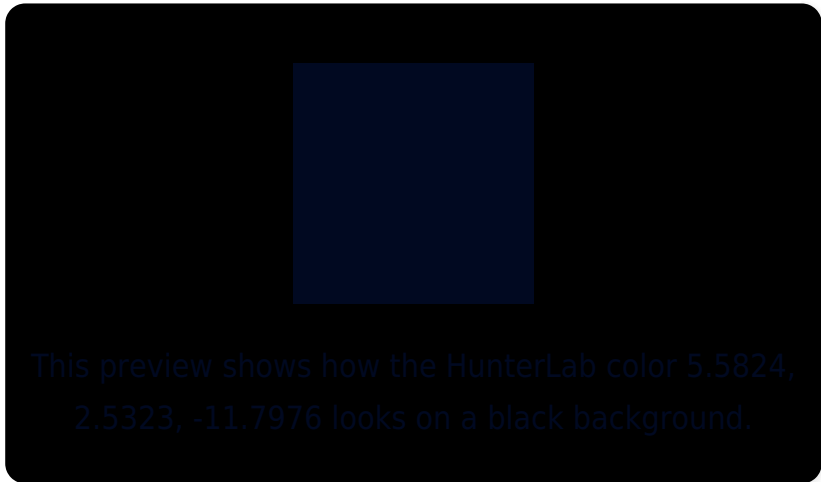 This preview shows how the HunterLab color 5.5824,
2.5323, -11.7976 looks on a black background.